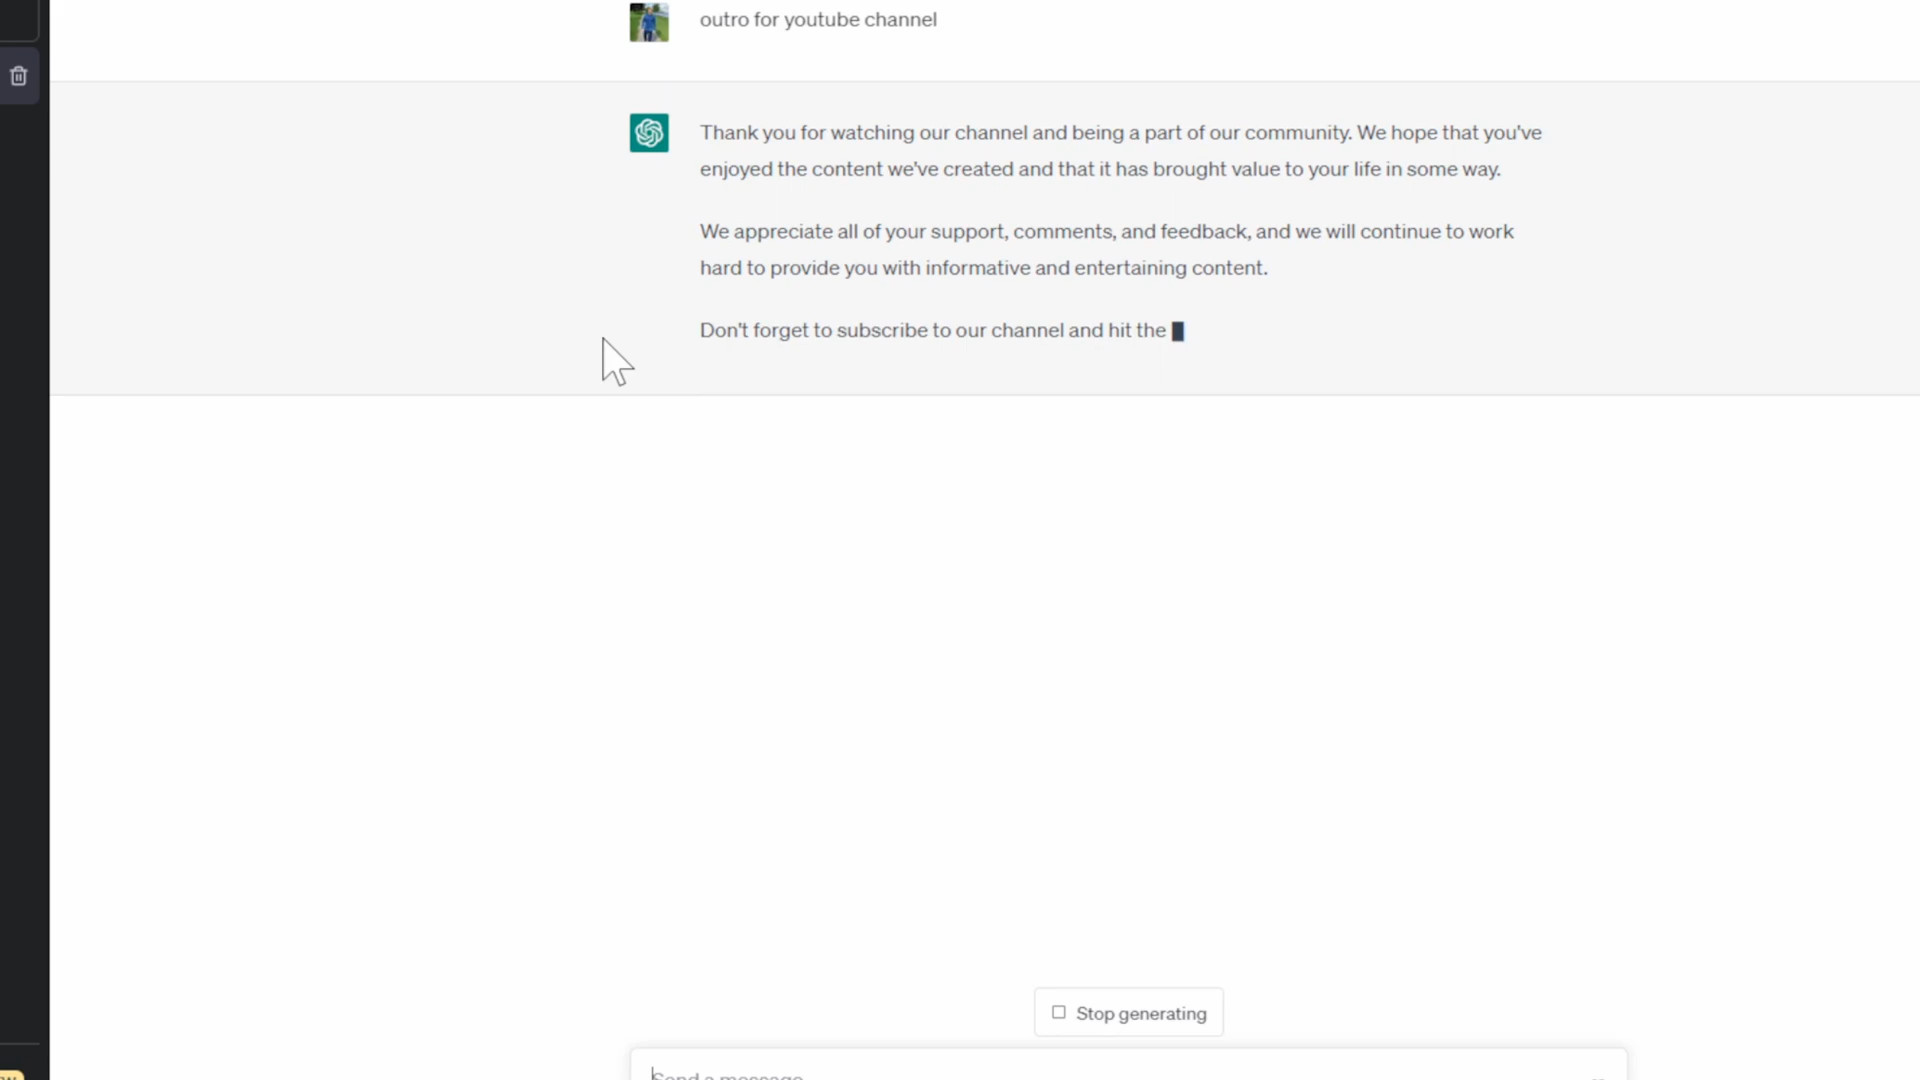 outro for youtube channel
Thank you for watching our channel and being a part of our community. We hope that you've
enjoyed the content we've created and that it has brought value to your life in some way.
We appreciate all of your support, comments, and feedback, and we will continue to work
hard to provide you with informative and entertaining content.
Don't forget to subscribe to our channel and hit the
Stop generating
Send a message